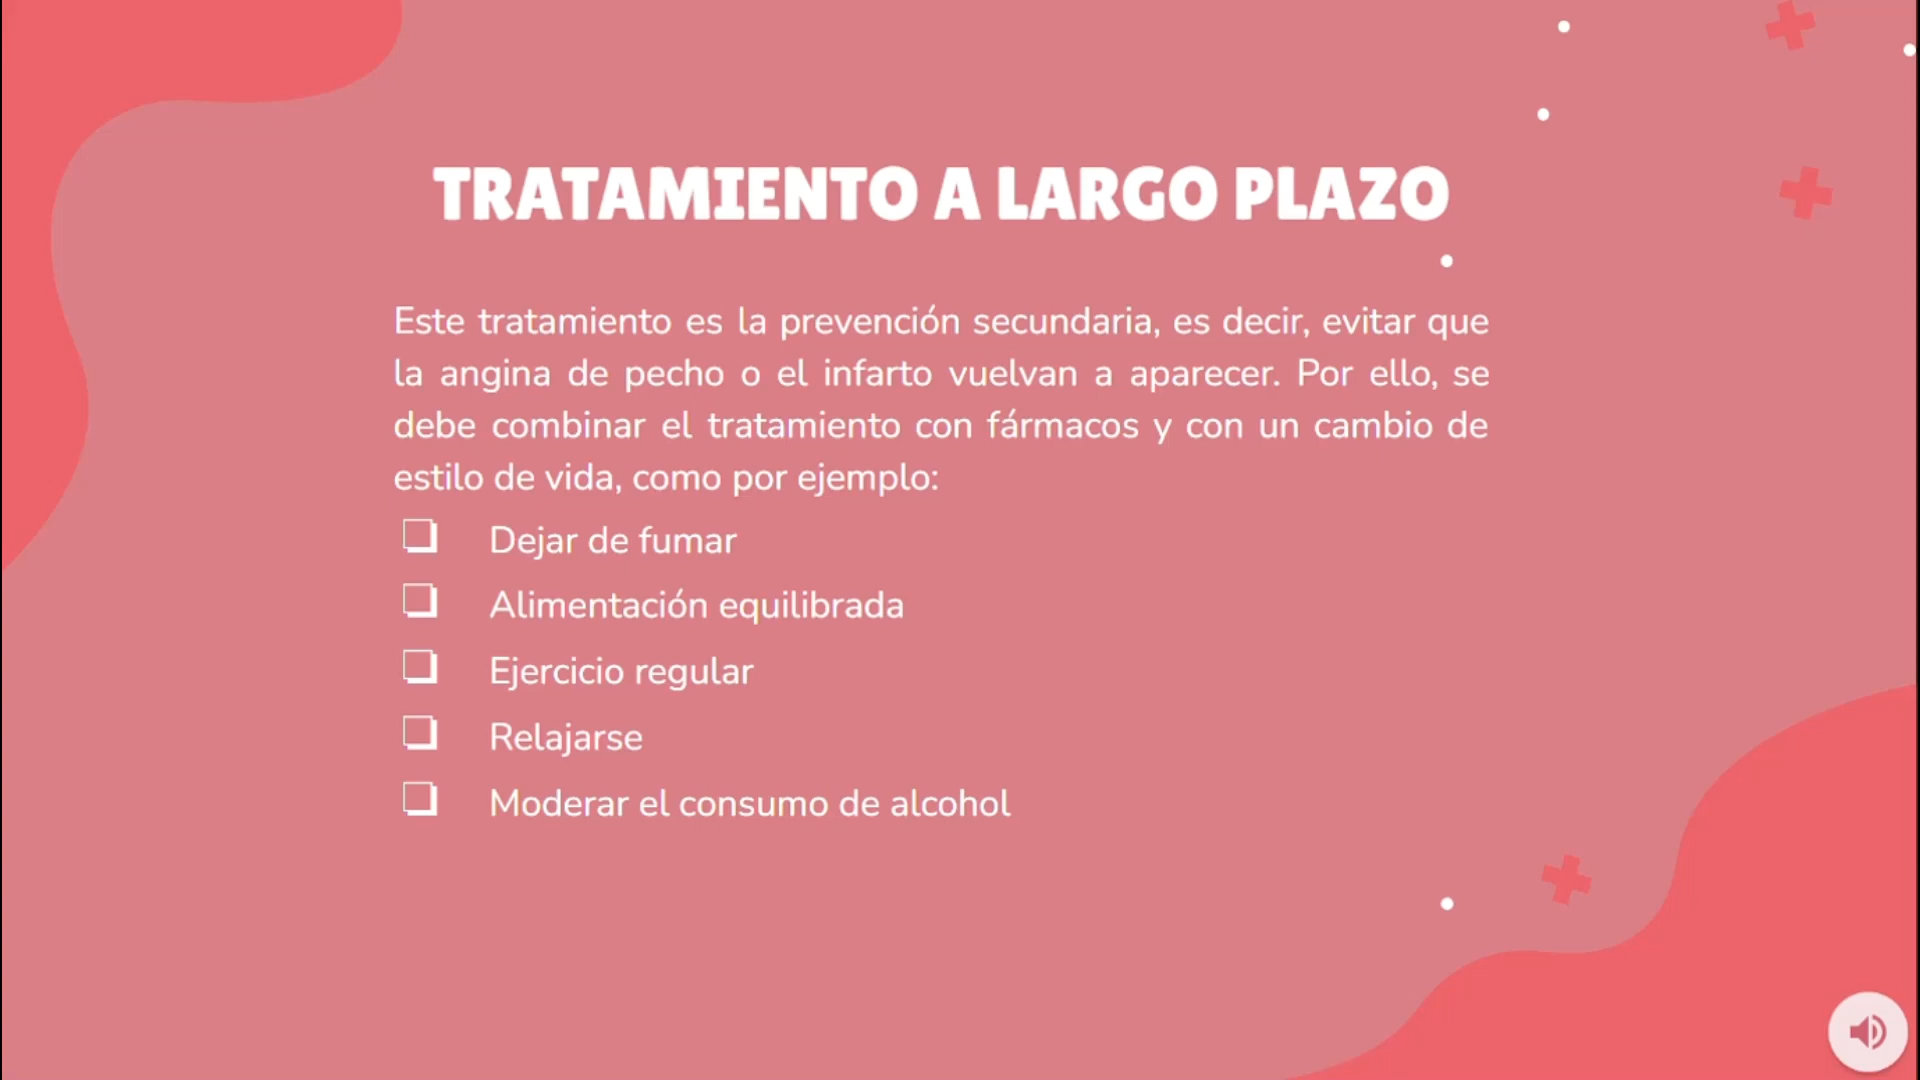 TRATAMIENTO A LARGO PLAZO
Este tratamiento es la prevención secundaria, es decir, evitar que
la angina de pecho o el infarto vuelvan a aparecer. Por ello, se
debe combinar el tratamiento con fármacos y con un cambio de
estilo de vida, como por ejemplo:
❏ Dejar de fumar
❏ Alimentación equilibrada
❏ Ejercicio regular
❏ Relajarse
❏ Moderar el consumo de alcohol